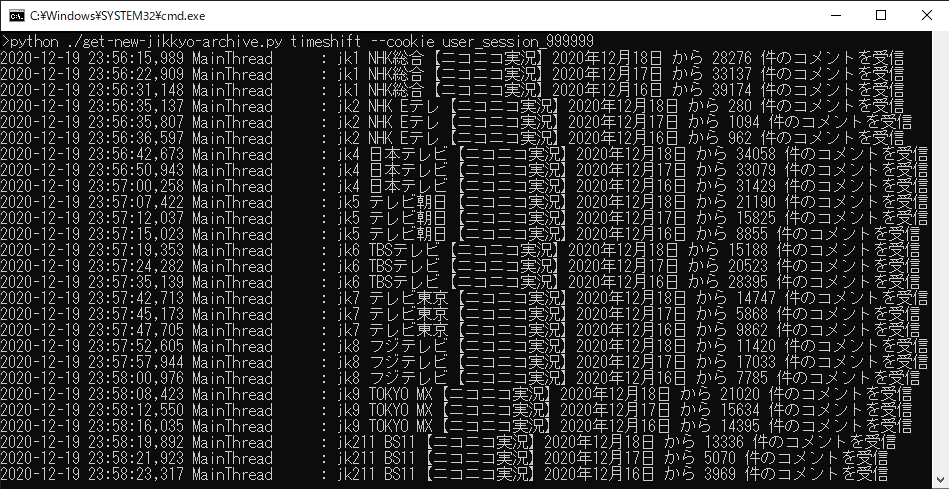 C:¥Windows¥SYSTEM32¥cmd.exe
>python ./get-new-jikkyo-archive.py timeshift --cookie user_session_999999
2020-12-19 23:56:15,989 MainThread      : jk1 NHK総合【ニコニコ実況】2020年12月18日 から 28276 件のコメントを受信
2020-12-19 23:56:22,909 MainThread      : jk1 NHK総合【ニコニコ実況】2020年12月17日 から 33137 件のコメントを受信
2020-12-19 23:56:31,148 MainThread      : jk1 NHK総合【ニコニコ実況】2020年12月16日 から 39174 件のコメントを受信
2020-12-19 23:56:35,137 MainThread      : jk2 NHK Eテレ【ニコニコ実況】2020年12月18日 から 280 件のコメントを受信
2020-12-19 23:56:35,807 MainThread      : jk2 NHK Eテレ【ニコニコ実況】2020年12月17日 から 1094 件のコメントを受信
2020-12-19 23:56:36,597 MainThread      : jk2 NHK Eテレ【ニコニコ実況】2020年12月16日 から 962 件のコメントを受信
2020-12-19 23:56:42,673 MainThread      : jk4 日本テレビ【ニコニコ実況】2020年12月18日 から 34058 件のコメントを受信
2020-12-19 23:56:50,943 MainThread      : jk4 日本テレビ【ニコニコ実況】2020年12月17日 から 33079 件のコメントを受信
2020-12-19 23:57:00,258 MainThread      : jk4 日本テレビ【ニコニコ実況】2020年12月16日 から 31429 件のコメントを受信
2020-12-19 23:57:07,422 MainThread      : jk5 テレビ朝日【ニコニコ実況】2020年12月18日 から 21190 件のコメントを受信
2020-12-19 23:57:12,037 MainThread      : jk5 テレビ朝日【ニコニコ実況】2020年12月17日 から 15825 件のコメントを受信
2020-12-19 23:57:15,023 MainThread      : jk5 テレビ朝日【ニコニコ実況】2020年12月16日 から 8855 件のコメントを受信
2020-12-19 23:57:19,353 MainThread      : jk6 TBSテレビ【ニコニコ実況】2020年12月18日 から 15188 件のコメントを受信
2020-12-19 23:57:24,282 MainThread      : jk6 TBSテレビ【ニコニコ実況】2020年12月17日 から 20523 件のコメントを受信
2020-12-19 23:57:35,139 MainThread      : jk6 TBSテレビ【ニコニコ実況】2020年12月16日 から 28395 件のコメントを受信
2020-12-19 23:57:42,713 MainThread      : jk7 テレビ東京【ニコニコ実況】2020年12月18日 から 14747 件のコメントを受信
2020-12-19 23:57:45,173 MainThread      : jk7 テレビ東京【ニコニコ実況】2020年12月17日 から 5868 件のコメントを受信
2020-12-19 23:57:47,705 MainThread      : jk7 テレビ東京【ニコニコ実況】2020年12月16日 から 9862 件のコメントを受信
2020-12-19 23:57:52,605 MainThread      : jk8 フジテレビ【ニコニコ実況】2020年12月18日 から 11420 件のコメントを受信
2020-12-19 23:57:57,944 MainThread      : jk8 フジテレビ【ニコニコ実況】2020年12月17日 から 17033 件のコメントを受信
2020-12-19 23:58:00,976 MainThread      : jk8 フジテレビ【ニコニコ実況】2020年12月16日 から 7785 件のコメントを受信
2020-12-19 23:58:08,423 MainThread      : jk9 TOKYO MX【ニコニコ実況】2020年12月18日 から 21020 件のコメントを受信
2020-12-19 23:58:12,550 MainThread      : jk9 TOKYO MX【ニコニコ実況】2020年12月17日 から 15634 件のコメントを受信
2020-12-19 23:58:16,035 MainThread      : jk9 TOKYO MX【ニコニコ実況】2020年12月16日 から 14395 件のコメントを受信
2020-12-19 23:58:19,892 MainThread      : jk211 BS11【ニコニコ実況】2020年12月18日 から 13336 件のコメントを受信
2020-12-19 23:58:21,923 MainThread      : jk211 BS11【ニコニコ実況】2020年12月17日 から 5070 件のコメントを受信
2020-12-19 23:58:23,317 MainThread      : jk211 BS11【ニコニコ実況】2020年12月16日 から 3969 件のコメントを受信